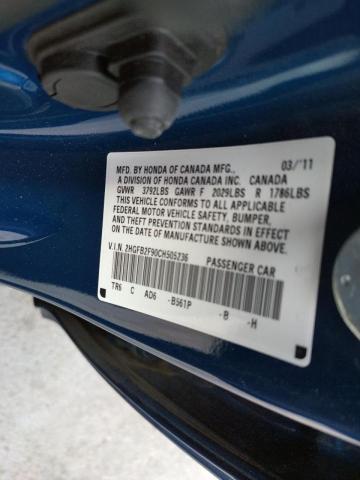 MFD. BY HONDA OF CANADA MFG., 03/'11
A DIVISION OF HONDA CANADA INC. CANADA
GVWR 3792LBS GAWR F 2029LBS R 1786LBS
THIS VEHICLE CONFORMS TO ALL APPLICABLE
FEDERAL MOTOR VEHICLE SAFETY, BUMPER,
AND THEFT PREVENTION STANDARDS IN EFFECT
ON THE DATE OF MANUFACTURE SHOWN ABOVE.
V.I.N. 2HGFB2F90CH505236 PASSENGER CAR
TR6 C AD6 -B561P -B -H